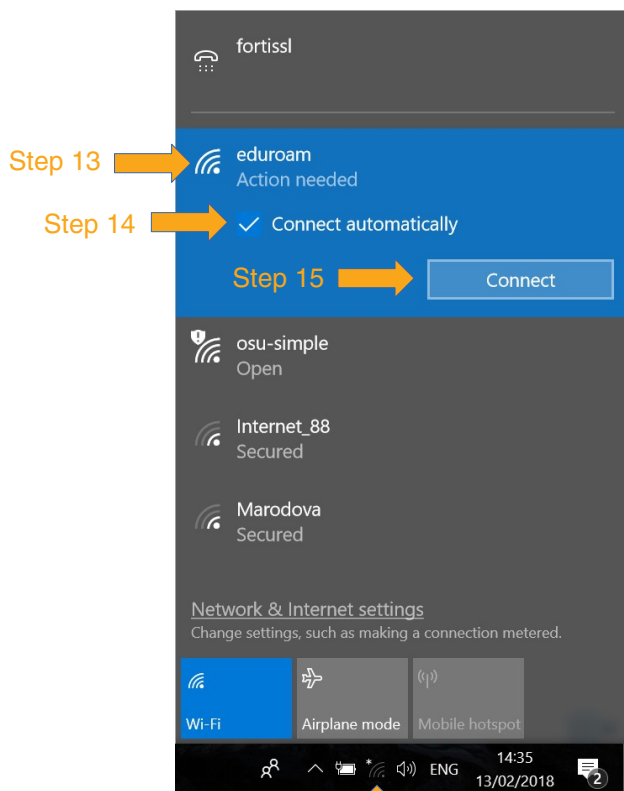 fortissl
Step 13
eduroam
Action needed
Step 14
Connect automatically
Step 15
Connect
osu-simple
Open
Internet_88
Secured
Marodova
Secured
Network & Internet settings
Change settings, such as making a connection metered.
Wi-Fi
Airplane mode
Mobile hotspot
ENG
14:35
13/02/2018
2